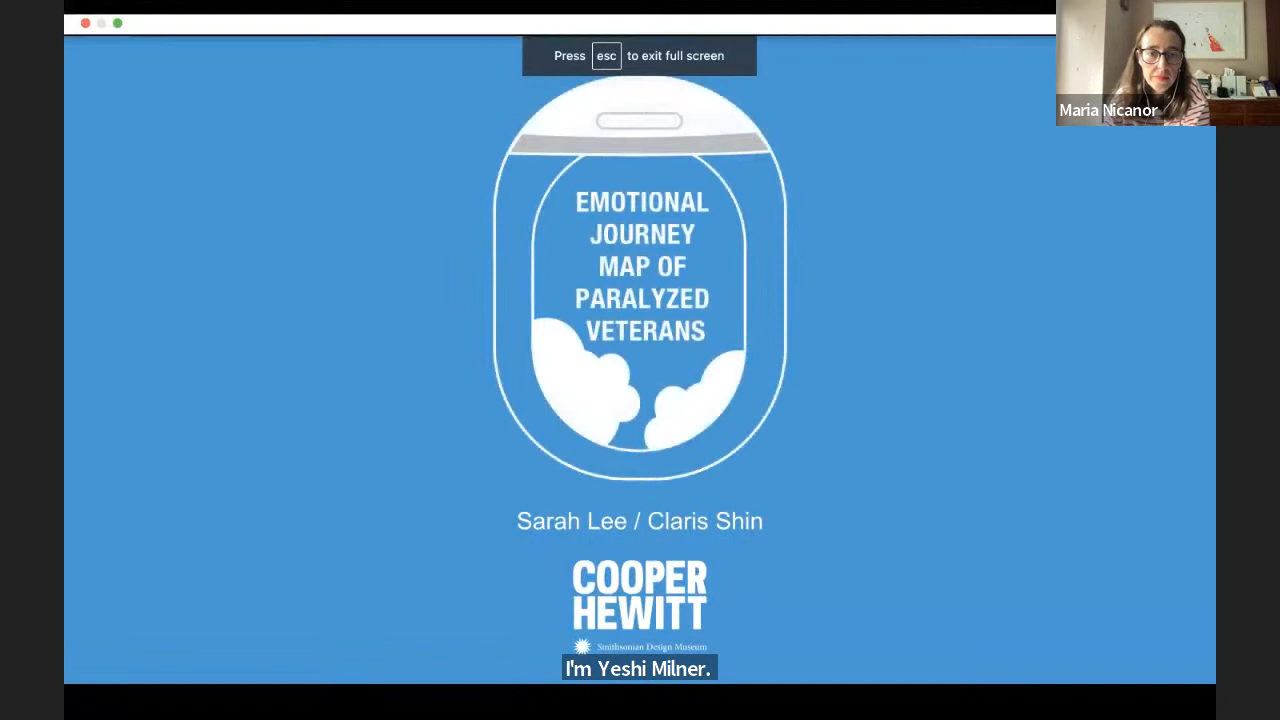 Press esc to exit full screen
Maria Nicanor
EMOTIONAL
JOURNEY
MAP OF
PARALYZED
VETERANS
Sarah Lee / Claris Shin
COOPER
HEWITT
Smithsonian Design Museum
I'm Yeshi Milner.